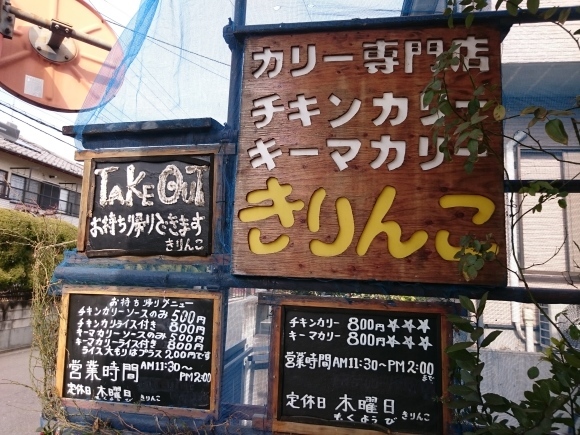 カリー専門店
チキンカリー
キーマカリー
きりんこ
TAKE OUT
お持ち帰りできます
きりんこ
お持ち帰りメニュー
チキンカリーソースのみ 500円
チキンカリライス付き 800円
キーマカリーソースのみ 500円
キーマカリーライス付き 800円
ライス大もりはプラス200円です
営業時間 AM11:30〜
PM2:00
定休日 木曜日 きりんこ
チキンカリー 800円★★★
キーマカリー 800円★★★
営業時間AM11:30〜PM2:00
まで
定休日 木曜日
もくようび きりんこ